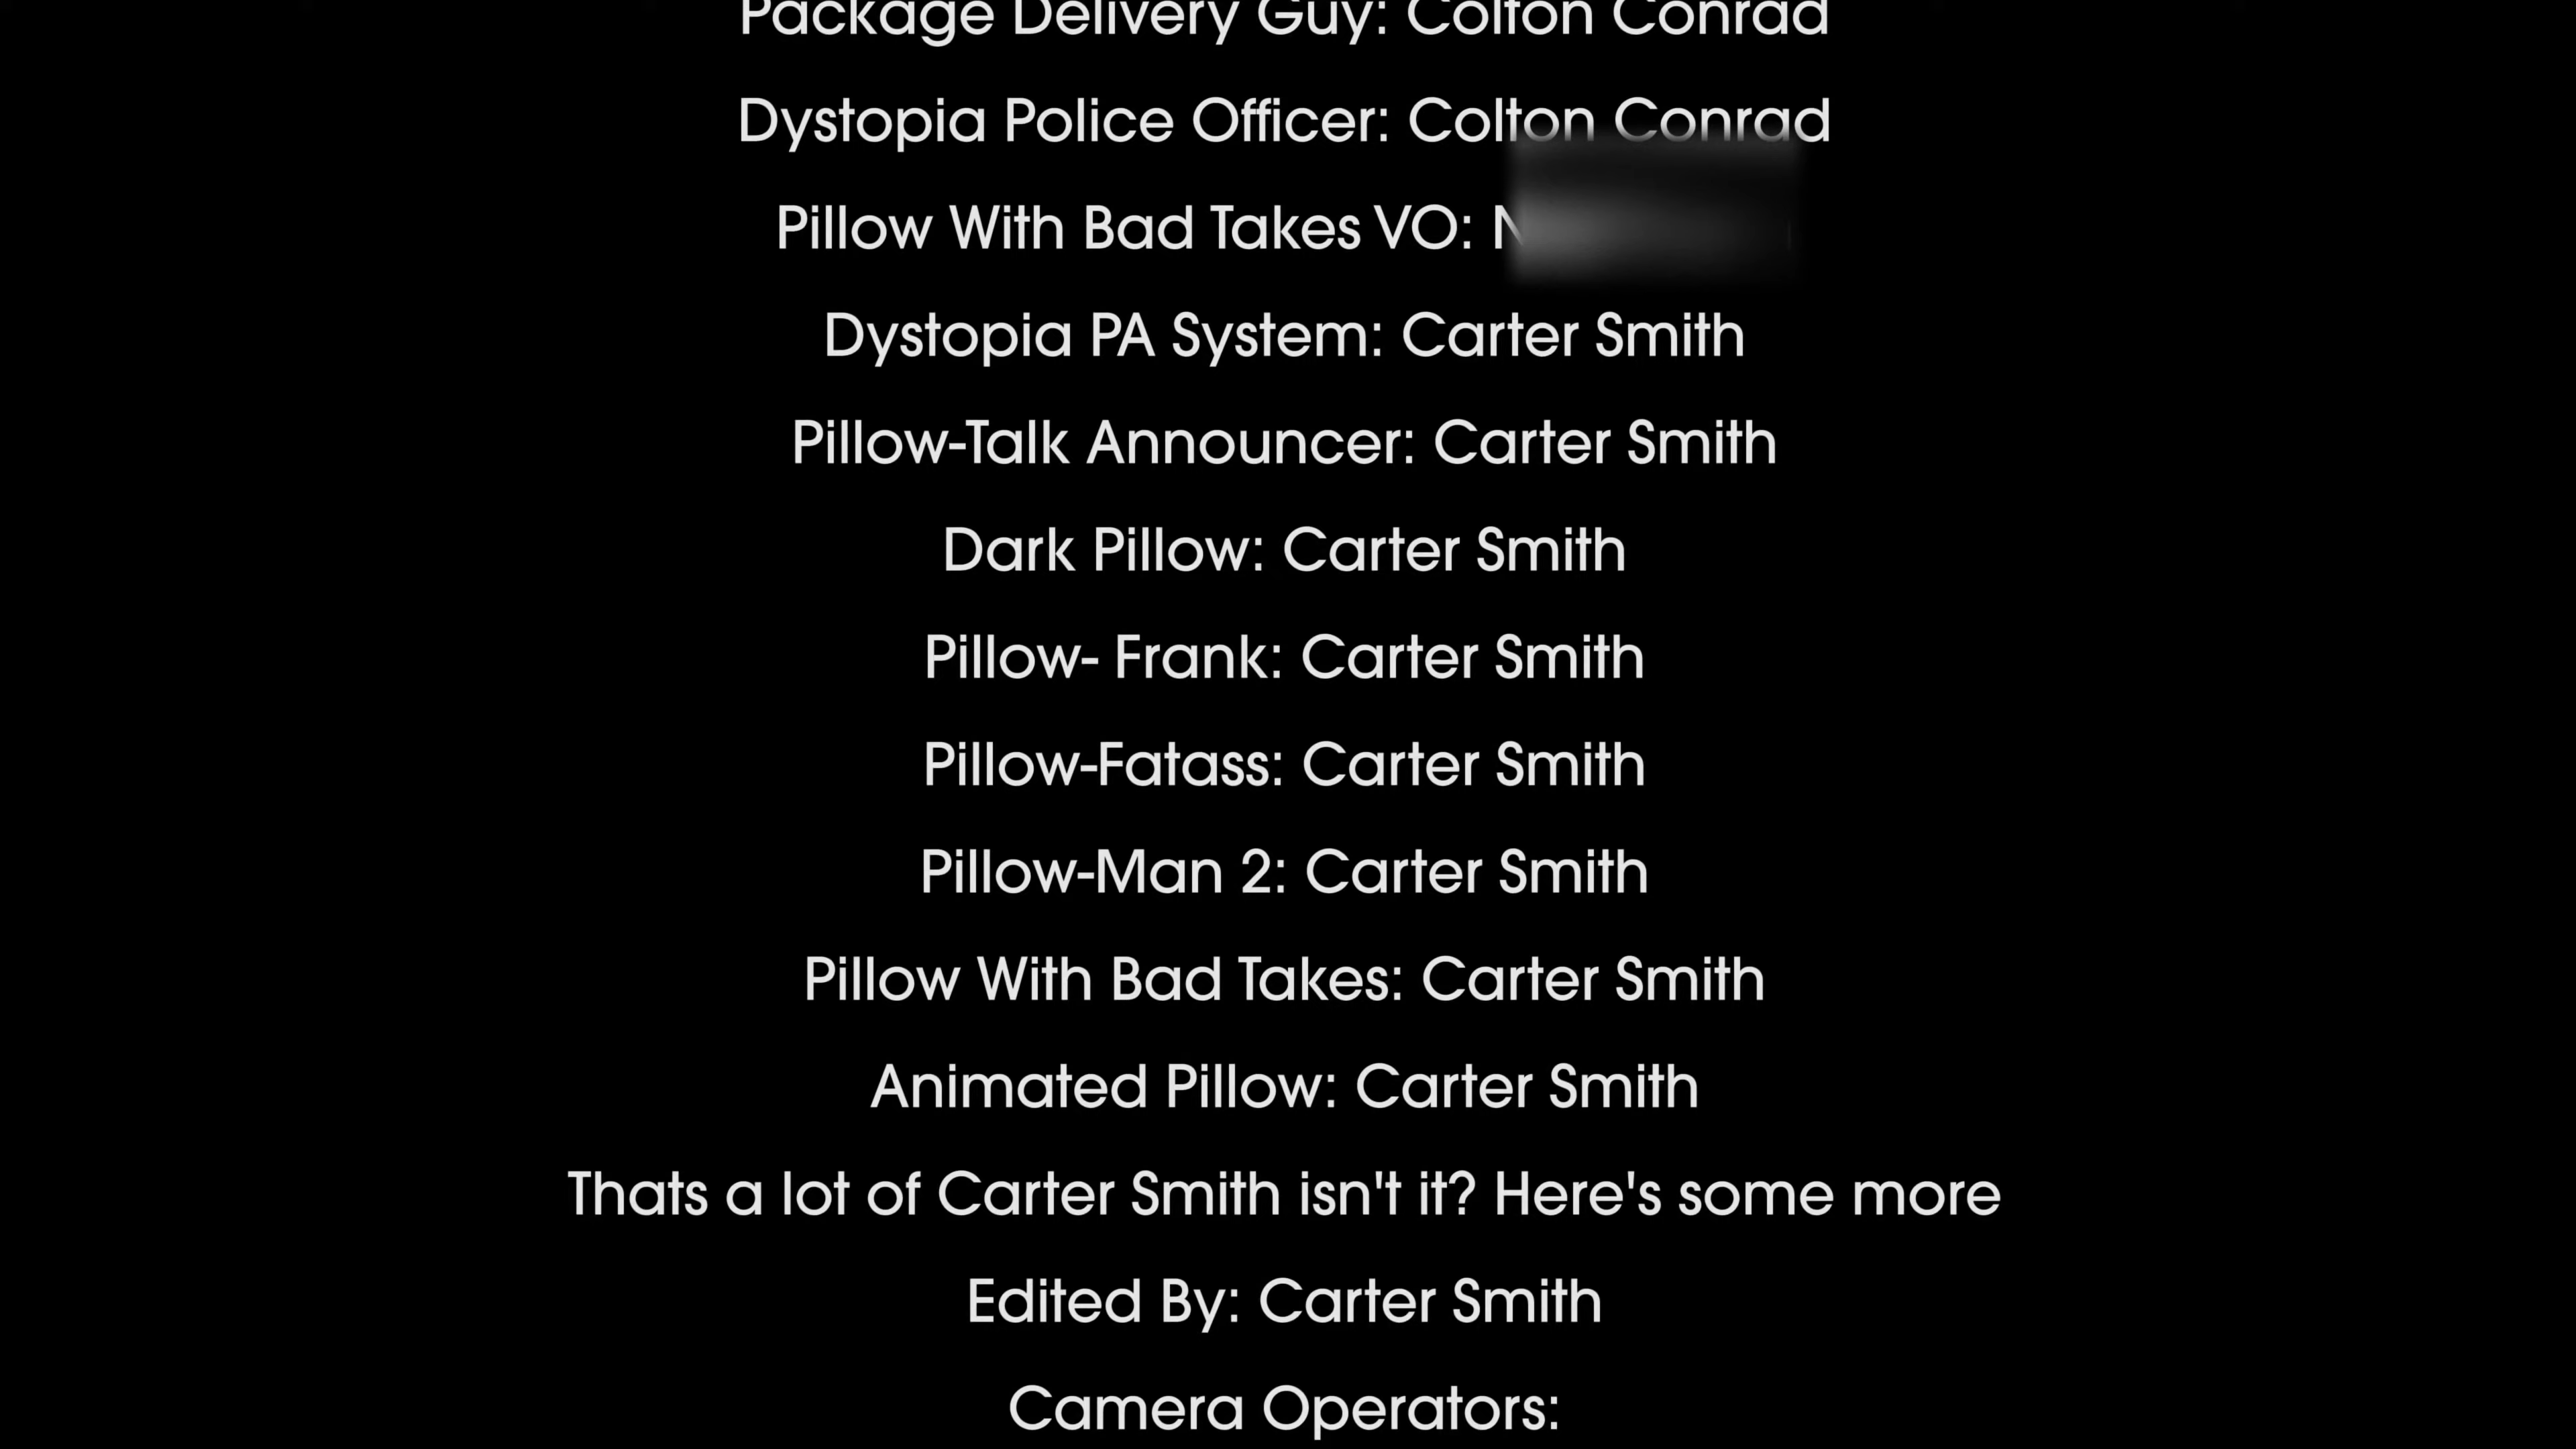 Package Delivery Guy: Colton Conrad
Dystopia Police Officer: Colton Conrad
Pillow With Bad Takes VO:
Dystopia PA System: Carter Smith
Pillow-Talk Announcer: Carter Smith
Dark Pillow: Carter Smith
Pillow- Frank: Carter Smith
Pillow-Fatass: Carter Smith
Pillow-Man 2: Carter Smith
Pillow With Bad Takes: Carter Smith
Animated Pillow: Carter Smith
Thats a lot of Carter Smith isn't it? Here's some more
Edited By: Carter Smith
Camera Operators: